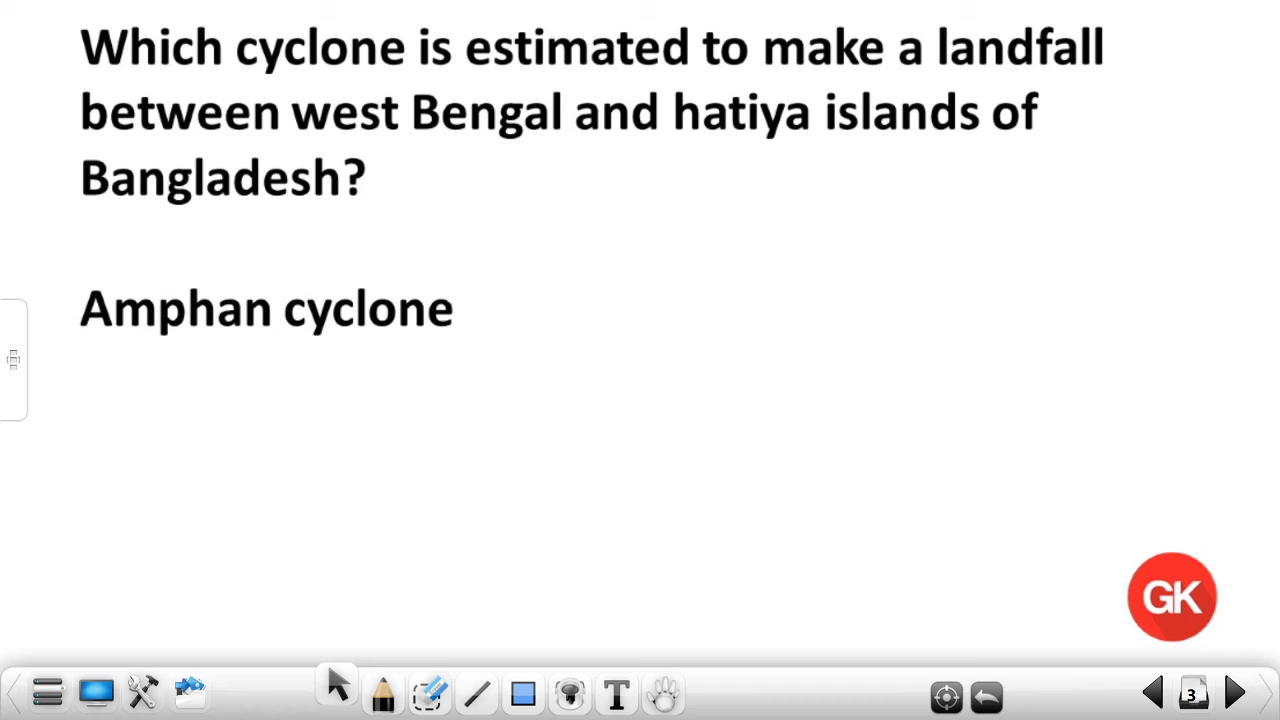 Which cyclone is estimated to make a landfall
between west Bengal and hatiya islands of
Bangladesh?
Amphan cyclone
GK
T
3